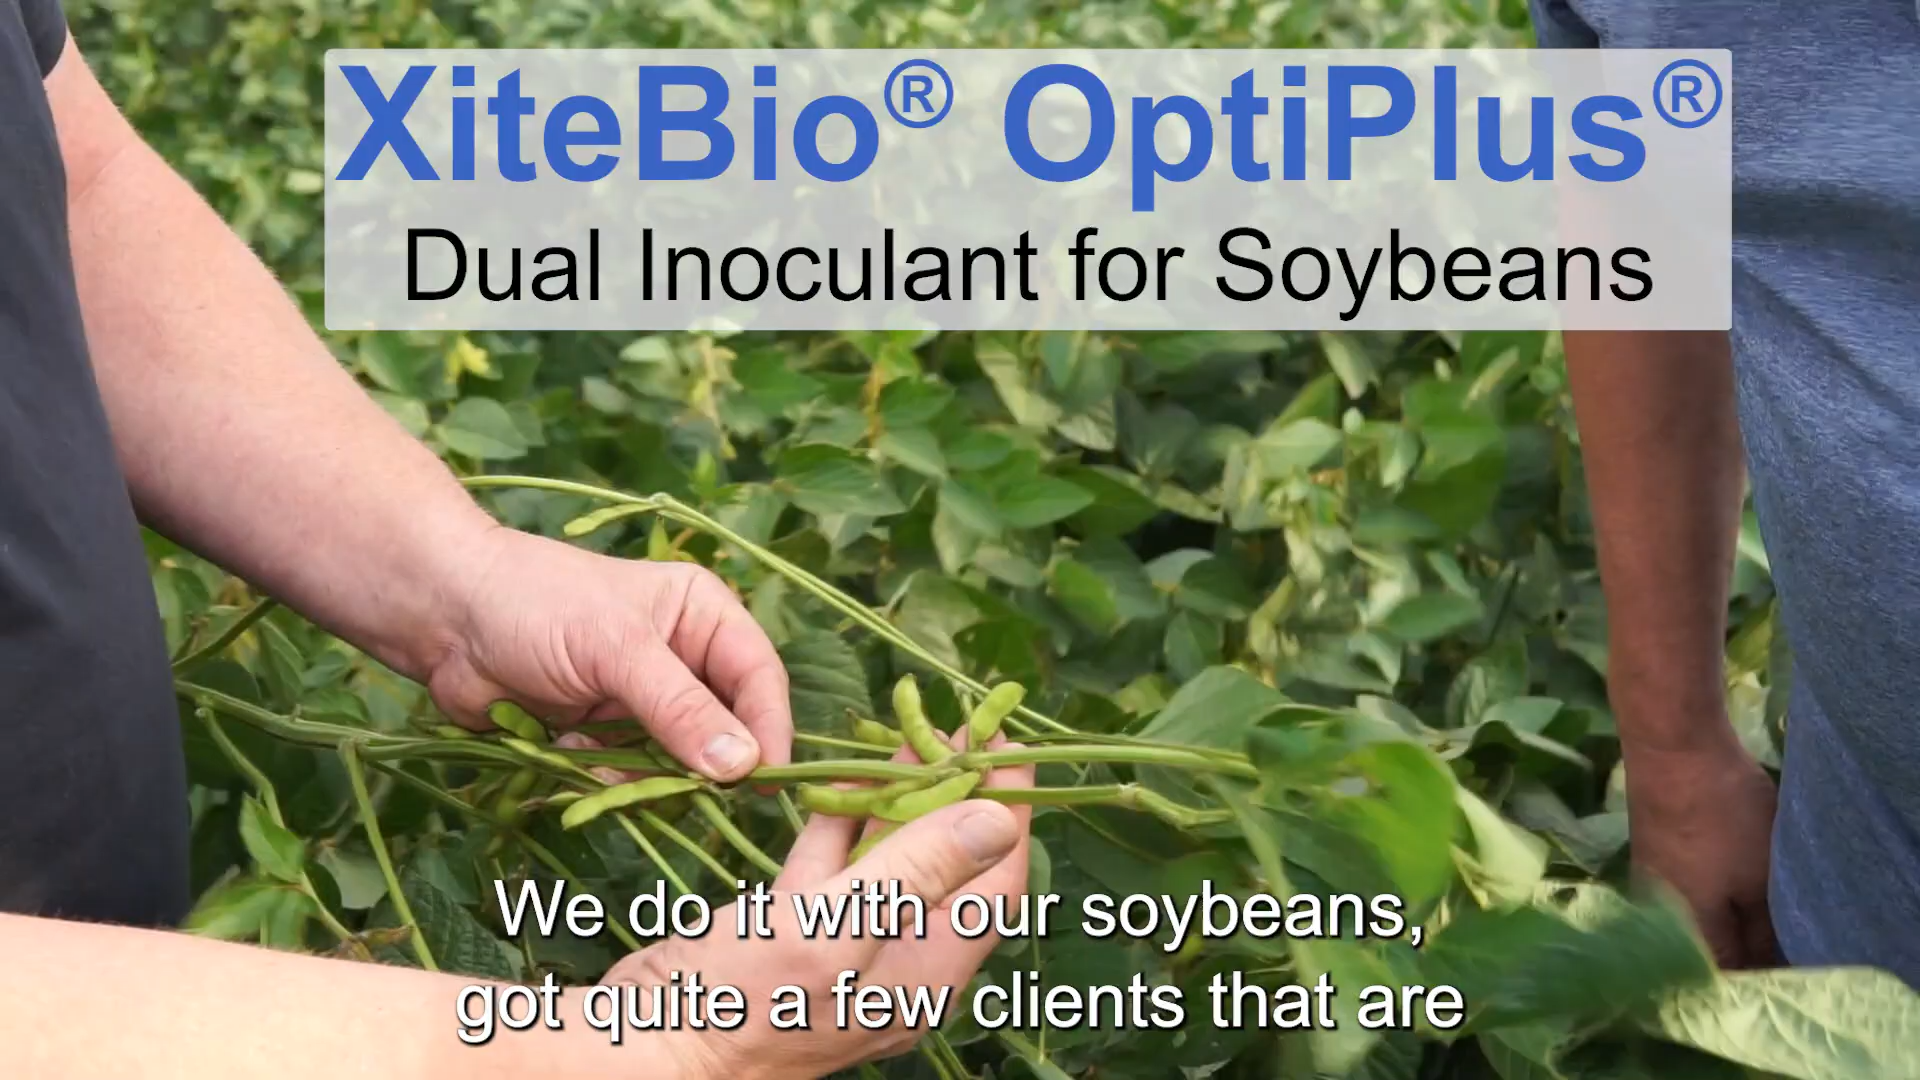 XiteBio® OptiPlus®
Dual Inoculant for Soybeans
We do it with our soybeans,
got quite a few clients that are